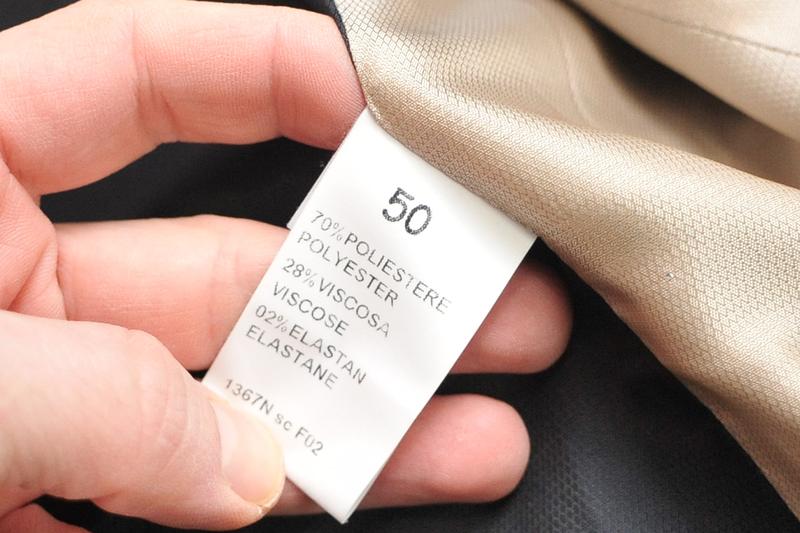 50
70% POLIESTERE
POLYESTER
28% VISCOSA
VISCOSE
02% ELASTAN
ELASTANE
1367N sc F02